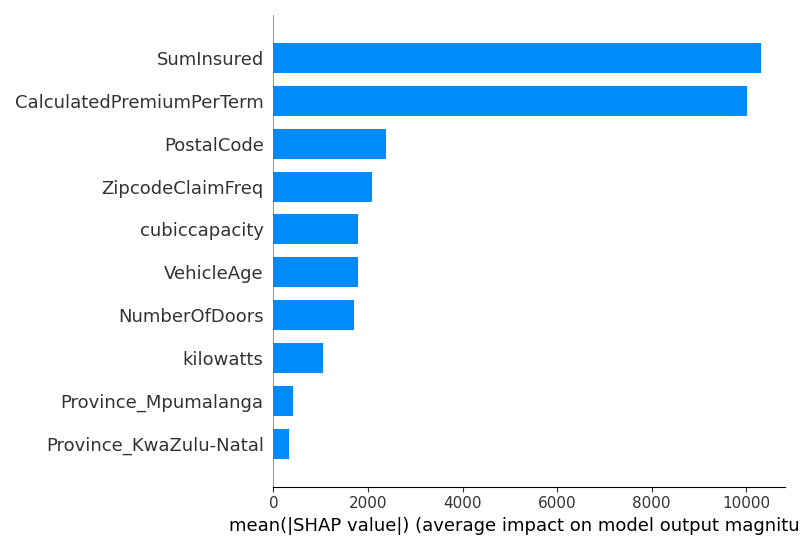 SumInsured
CalculatedPremiumPerTerm
PostalCode
ZipcodeClaimFreq
cubiccapacity
VehicleAge
NumberOfDoors
kilowatts
Province_Mpumalanga
Province_KwaZulu-Natal
0 2000 4000 6000 8000 10000
mean(|SHAP value|) (average impact on model output magnitu